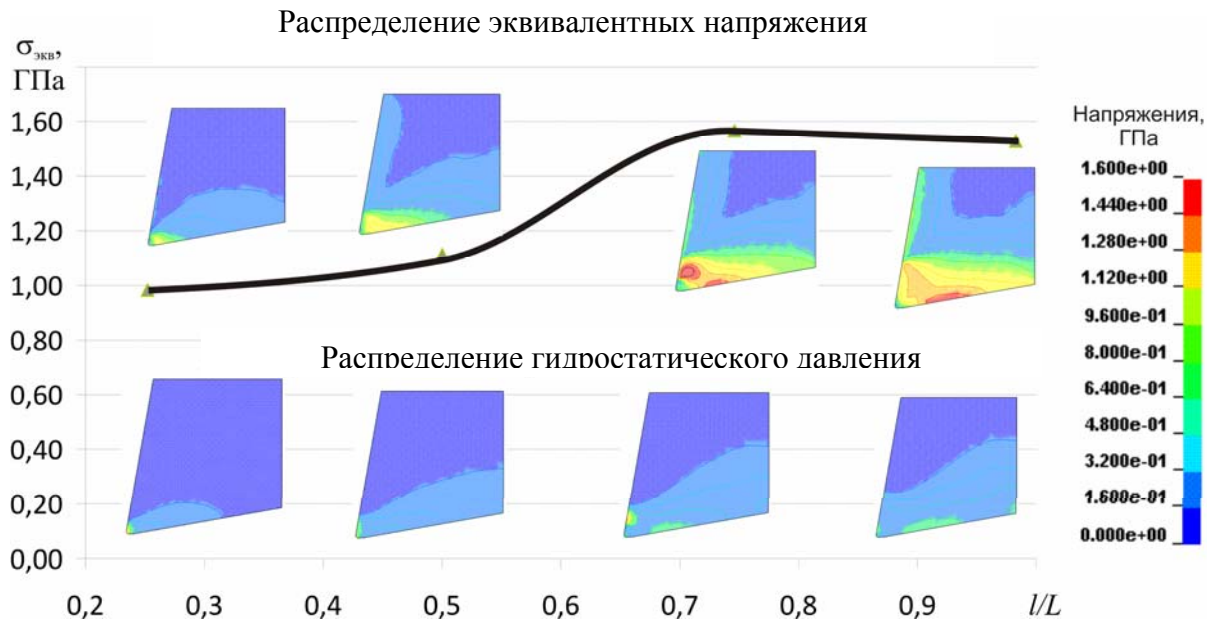 Распределение эквивалентных напряжения
σэкв,
ГПа
1,60
1,40
1,20
1,00
0,80
0,60
0,40
0,20
0,00
Распределение гидростатического давления
0,2 0,3 0,4 0,5 0,6 0,7 0,8 0,9 l/L
Напряжения,
ГПа
1.600e+00
1.440e+00
1.280e+00
1.120e+00
9.600e-01
8.000e-01
6.400e-01
4.800e-01
3.200e-01
1.600e-01
0.000e+00